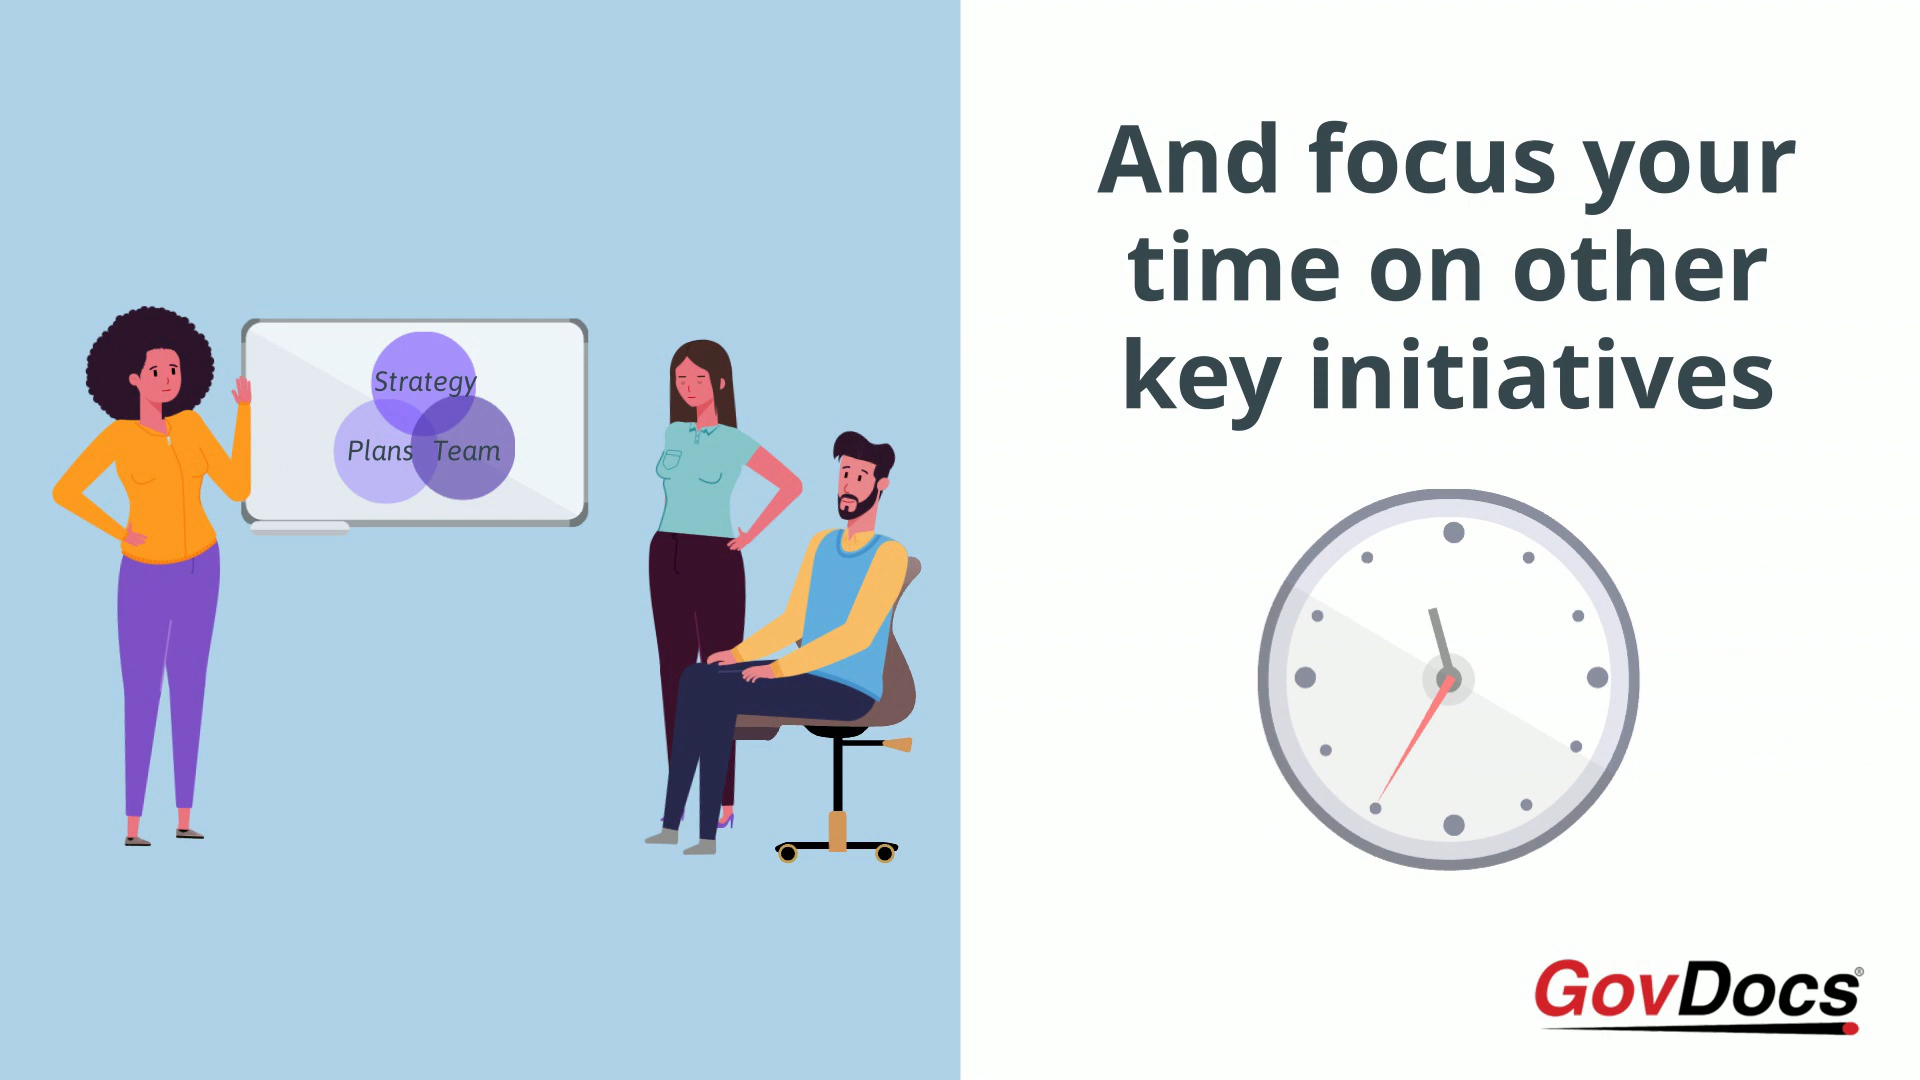 And focus your
time on other
key initiatives
Strategy
Plans Team
GovDocs®